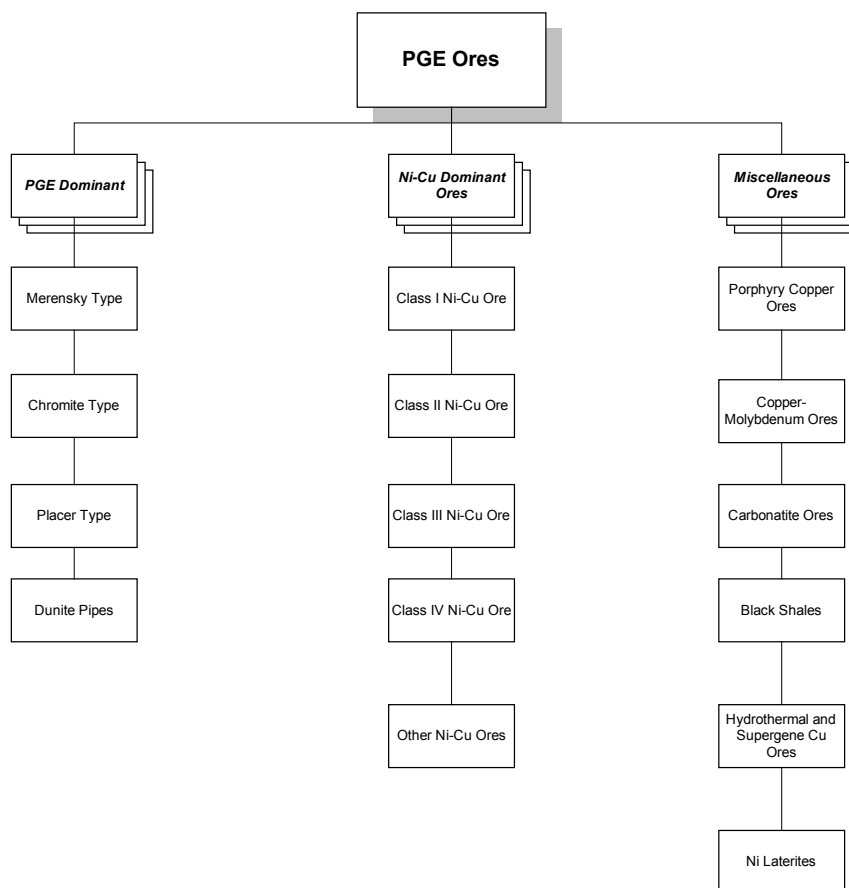 PGE Ores
PGE Dominant
Merensky Type
Chromite Type
Placer Type
Dunite Pipes
Ni-Cu Dominant
Ores
Class I Ni-Cu Ore
Class II Ni-Cu Ore
Class III Ni-Cu Ore
Class IV Ni-Cu Ore
Other Ni-Cu Ores
Miscellaneous
Ores
Porphyry Copper
Ores
Copper-
Molybdenum Ores
Carbonatite Ores
Black Shales
Hydrothermal and
Supergene Cu
Ores
Ni Laterites